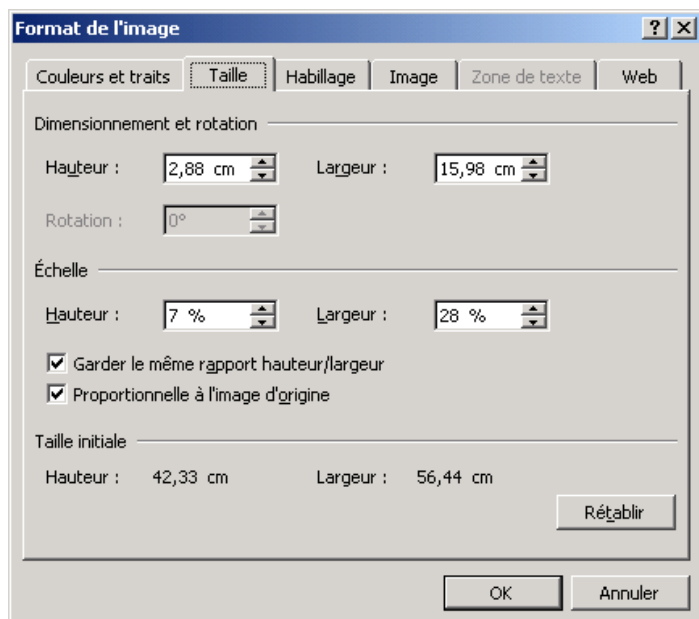 Format de l'image
Couleurs et traits Taille Habillage Image Zone de texte Web
Dimensionnement et rotation
Hauteur : 2,88 cm Largeur : 15,98 cm
Rotation : 0°
Échelle
Hauteur : 7 % Largeur : 28 %
Garder le même rapport hauteur/largeur
Proportionnelle à l'image d'origine
Taille initiale
Hauteur : 42,33 cm Largeur : 56,44 cm
Rétablir
OK Annuler